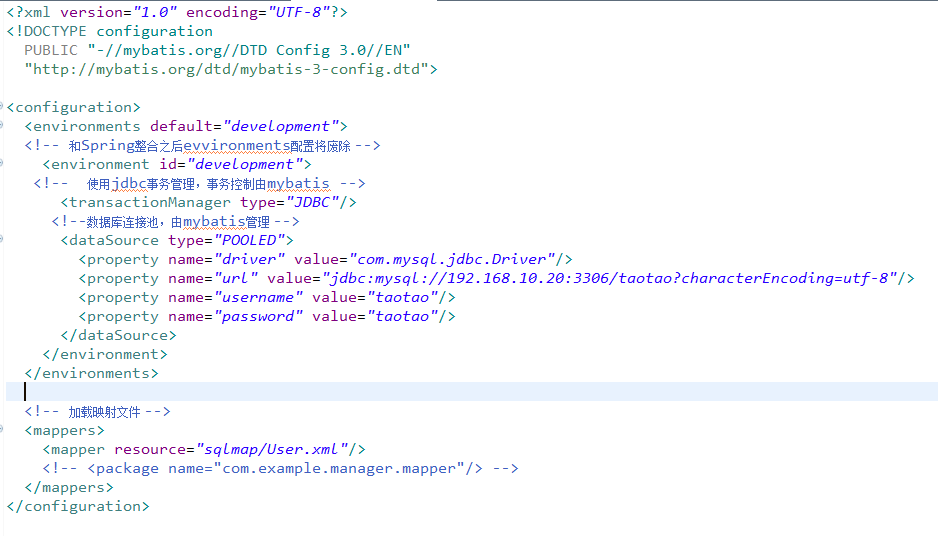 <?xml version="1.0" encoding="UTF-8"?>
<!DOCTYPE configuration
  PUBLIC "-//mybatis.org//DTD Config 3.0//EN"
  "http://mybatis.org/dtd/mybatis-3-config.dtd">
<configuration>
  <environments default="development">
  <!-- 和Spring整合之后evvironments配置将废除 -->
    <environment id="development">
   <!--  使用jdbc事务管理，事务控制由mybatis -->
      <transactionManager type="JDBC"/>
     <!--数据库连接池，由mybatis管理 -->
      <dataSource type="POOLED">
        <property name="driver" value="com.mysql.jdbc.Driver"/>
        <property name="url" value="jdbc:mysql://192.168.10.20:3306/taotao?characterEncoding=utf-8"/>
        <property name="username" value="taotao"/>
        <property name="password" value="taotao"/>
      </dataSource>
    </environment>
  </environments>
  <!-- 加载映射文件 -->
  <mappers>
    <mapper resource="sqlmap/User.xml"/>
    <!-- <package name="com.example.manager.mapper"/> -->
  </mappers>
</configuration>